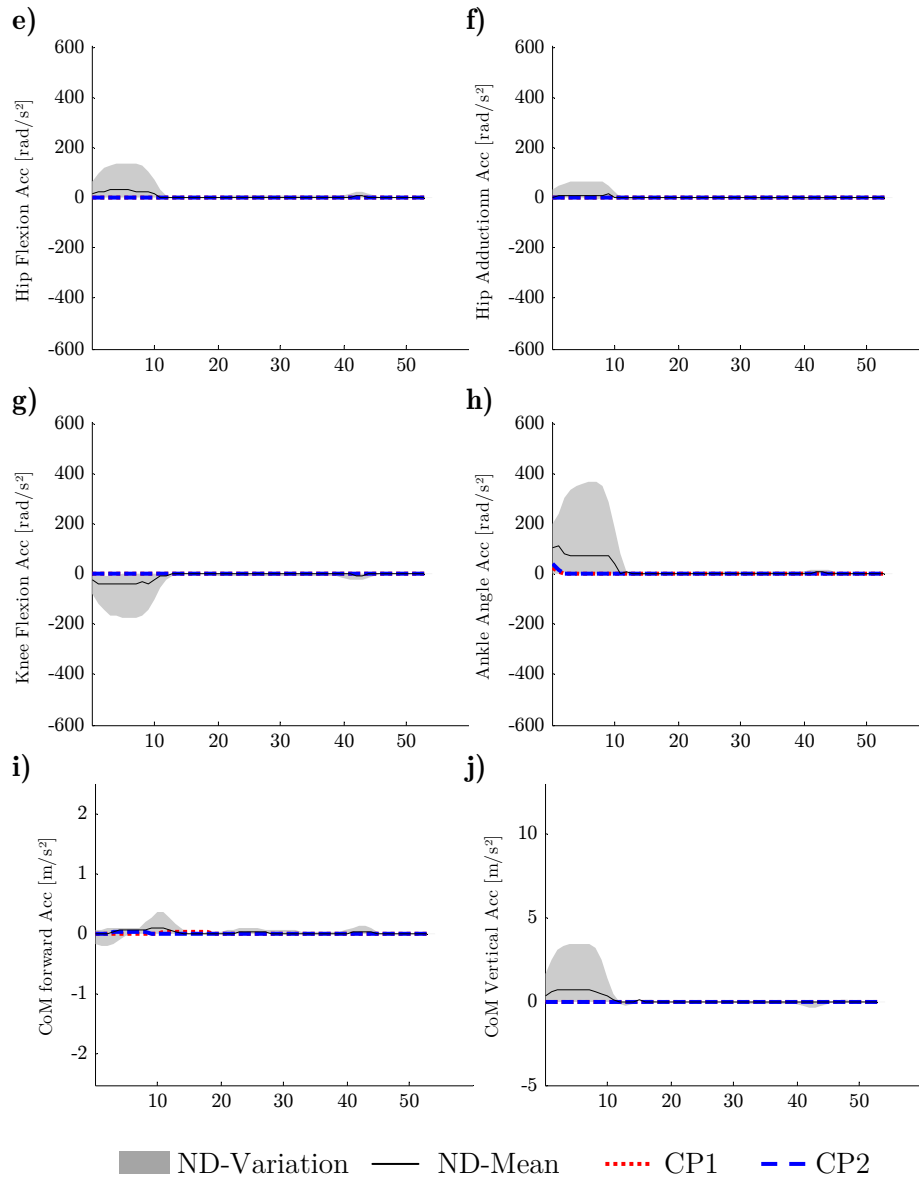 e)
Hip Flexion Acc [rad/s²]
600
400
200
0
-200
-400
-600
10 20 30 40 50
f)
Hip Adductionn Acc [rad/s²]
600
400
200
0
-200
-400
-600
10 20 30 40 50
g)
Knee Flexion Acc [rad/s²]
600
400
200
0
-200
-400
-600
10 20 30 40 50
h)
Ankle Angle Acc [rad/s²]
600
400
200
0
-200
-400
-600
10 20 30 40 50
i)
CoM forward Acc [m/s²]
2
1
0
-1
-2
10 20 30 40 50
j)
CoM Vertical Acc [m/s²]
10
5
0
-5
10 20 30 40 50
ND-Variation ND-Mean CP1 CP2